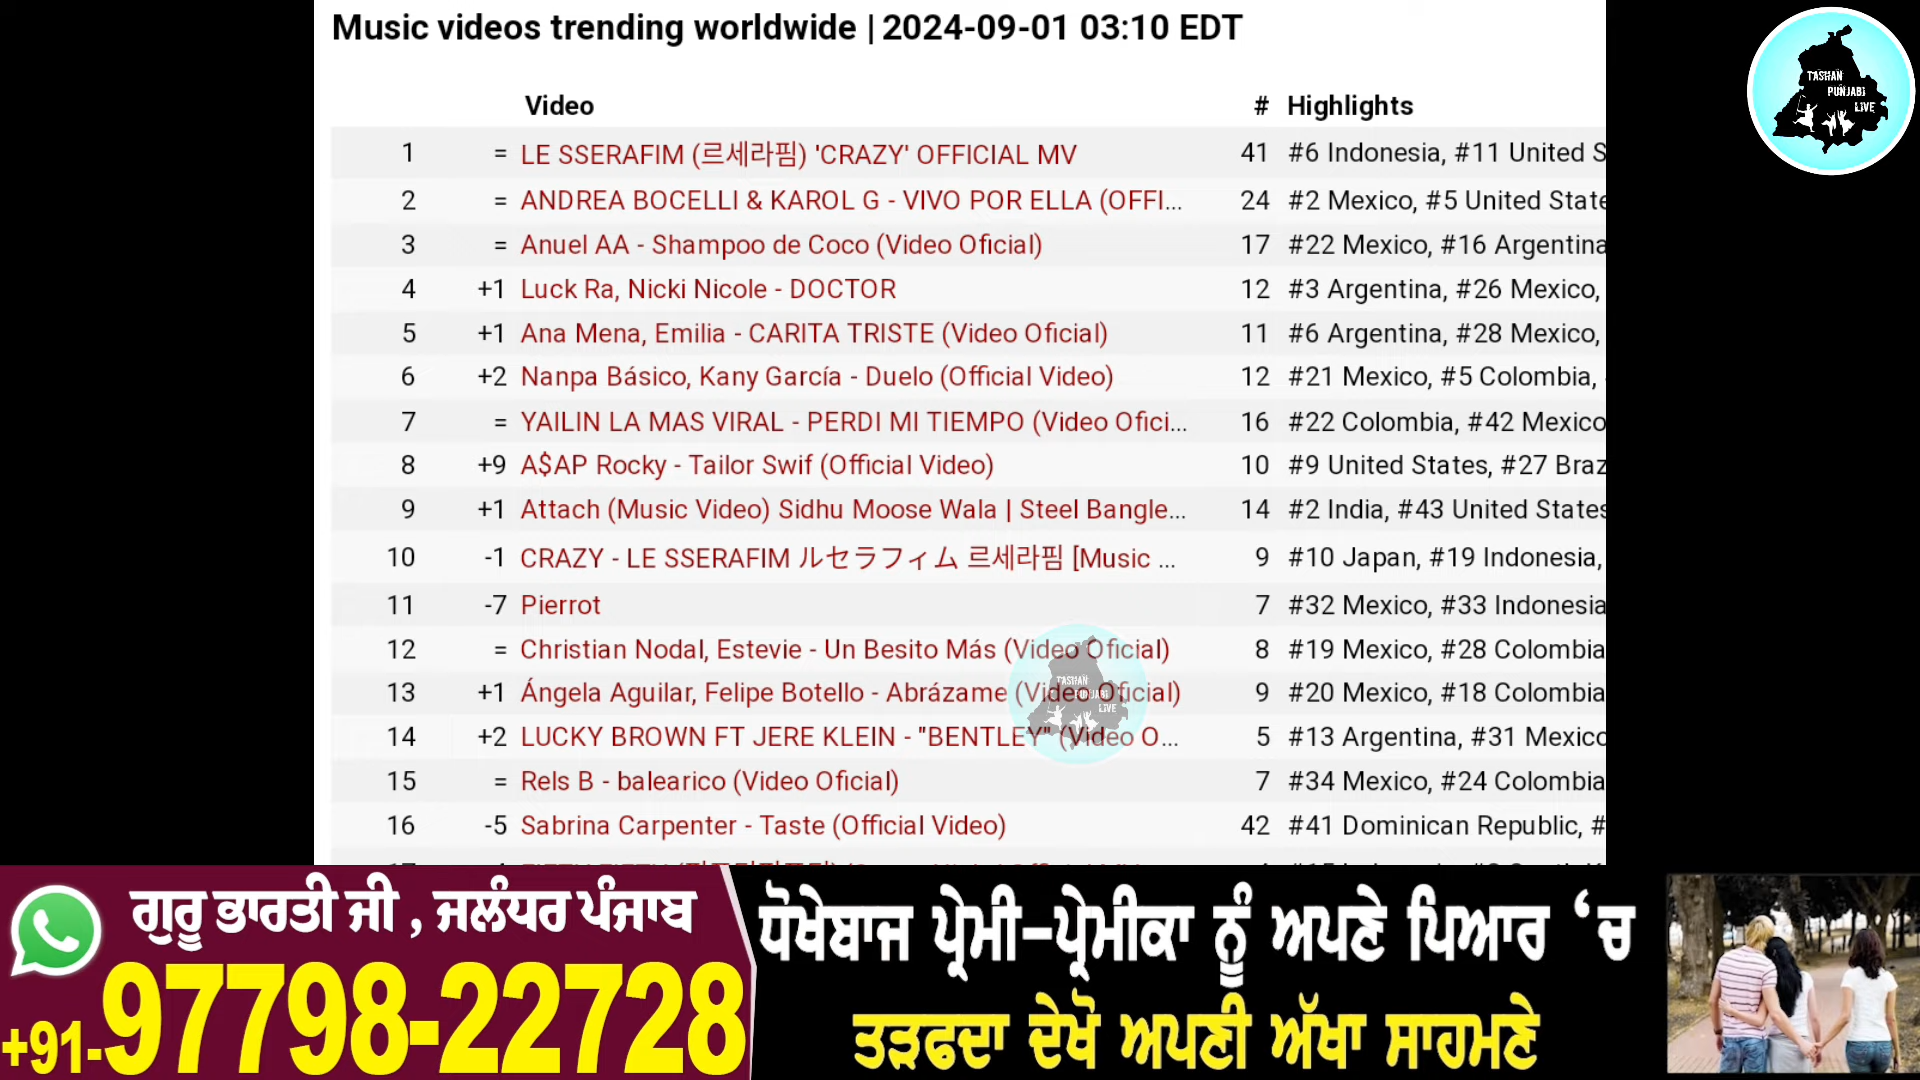 Music videos trending worldwide | 2024-09-01 03:10 EDT
TASHAN
PUNJABI
LIVE
Video # Highlights
1 = LE SSERAFIM (르세라핌) 'CRAZY' OFFICIAL MV 41 #6 Indonesia, #11 United S
2 = ANDREA BOCELLI & KAROL G - VIVO POR ELLA (OFFI... 24 #2 Mexico, #5 United State
3 = Anuel AA - Shampoo de Coco (Video Oficial) 17 #22 Mexico, #16 Argentina
4 +1 Luck Ra, Nicki Nicole - DOCTOR 12 #3 Argentina, #26 Mexico,
5 +1 Ana Mena, Emilia - CARITA TRISTE (Video Oficial) 11 #6 Argentina, #28 Mexico,
6 +2 Nanpa Básico, Kany García - Duelo (Official Video) 12 #21 Mexico, #5 Colombia,
7 = YAILIN LA MAS VIRAL - PERDI MI TIEMPO (Video Ofici... 16 #22 Colombia, #42 Mexico
8 +9 A$AP Rocky - Tailor Swif (Official Video) 10 #9 United States, #27 Braz
9 +1 Attach (Music Video) Sidhu Moose Wala | Steel Bangle... 14 #2 India, #43 United States
10 -1 CRAZY - LE SSERAFIM ルセラフィム 르세라핌 [Music ... 9 #10 Japan, #19 Indonesia,
11 -7 Pierrot 7 #32 Mexico, #33 Indonesia
12 = Christian Nodal, Estevie - Un Besito Más (Video Oficial) 8 #19 Mexico, #28 Colombia
13 +1 Ángela Aguilar, Felipe Botello - Abrázame (Video Oficial) 9 #20 Mexico, #18 Colombia
14 +2 LUCKY BROWN FT JERE KLEIN - "BENTLEY" (Video O... 5 #13 Argentina, #31 Mexico
15 = Rels B - balearico (Video Oficial) 7 #34 Mexico, #24 Colombia
16 -5 Sabrina Carpenter - Taste (Official Video) 42 #41 Dominican Republic, #
TASHAN
PUNJABI
LIVE
ਗੁਰੂ ਭਾਰਤੀ ਜੀ , ਜਲੰਧਰ ਪੰਜਾਬ
+91-97798-22728
ਧੋਖੇਬਾਜ ਪ੍ਰੇਮੀ-ਪ੍ਰੇਮੀਕਾ ਨੂੰ ਅਪਣੇ ਪਿਆਰ ‘ਚ
ਤੜਫਦਾ ਦੇਖੋ ਅਪਣੀ ਅੱਖਾ ਸਾਹਮਣੇ